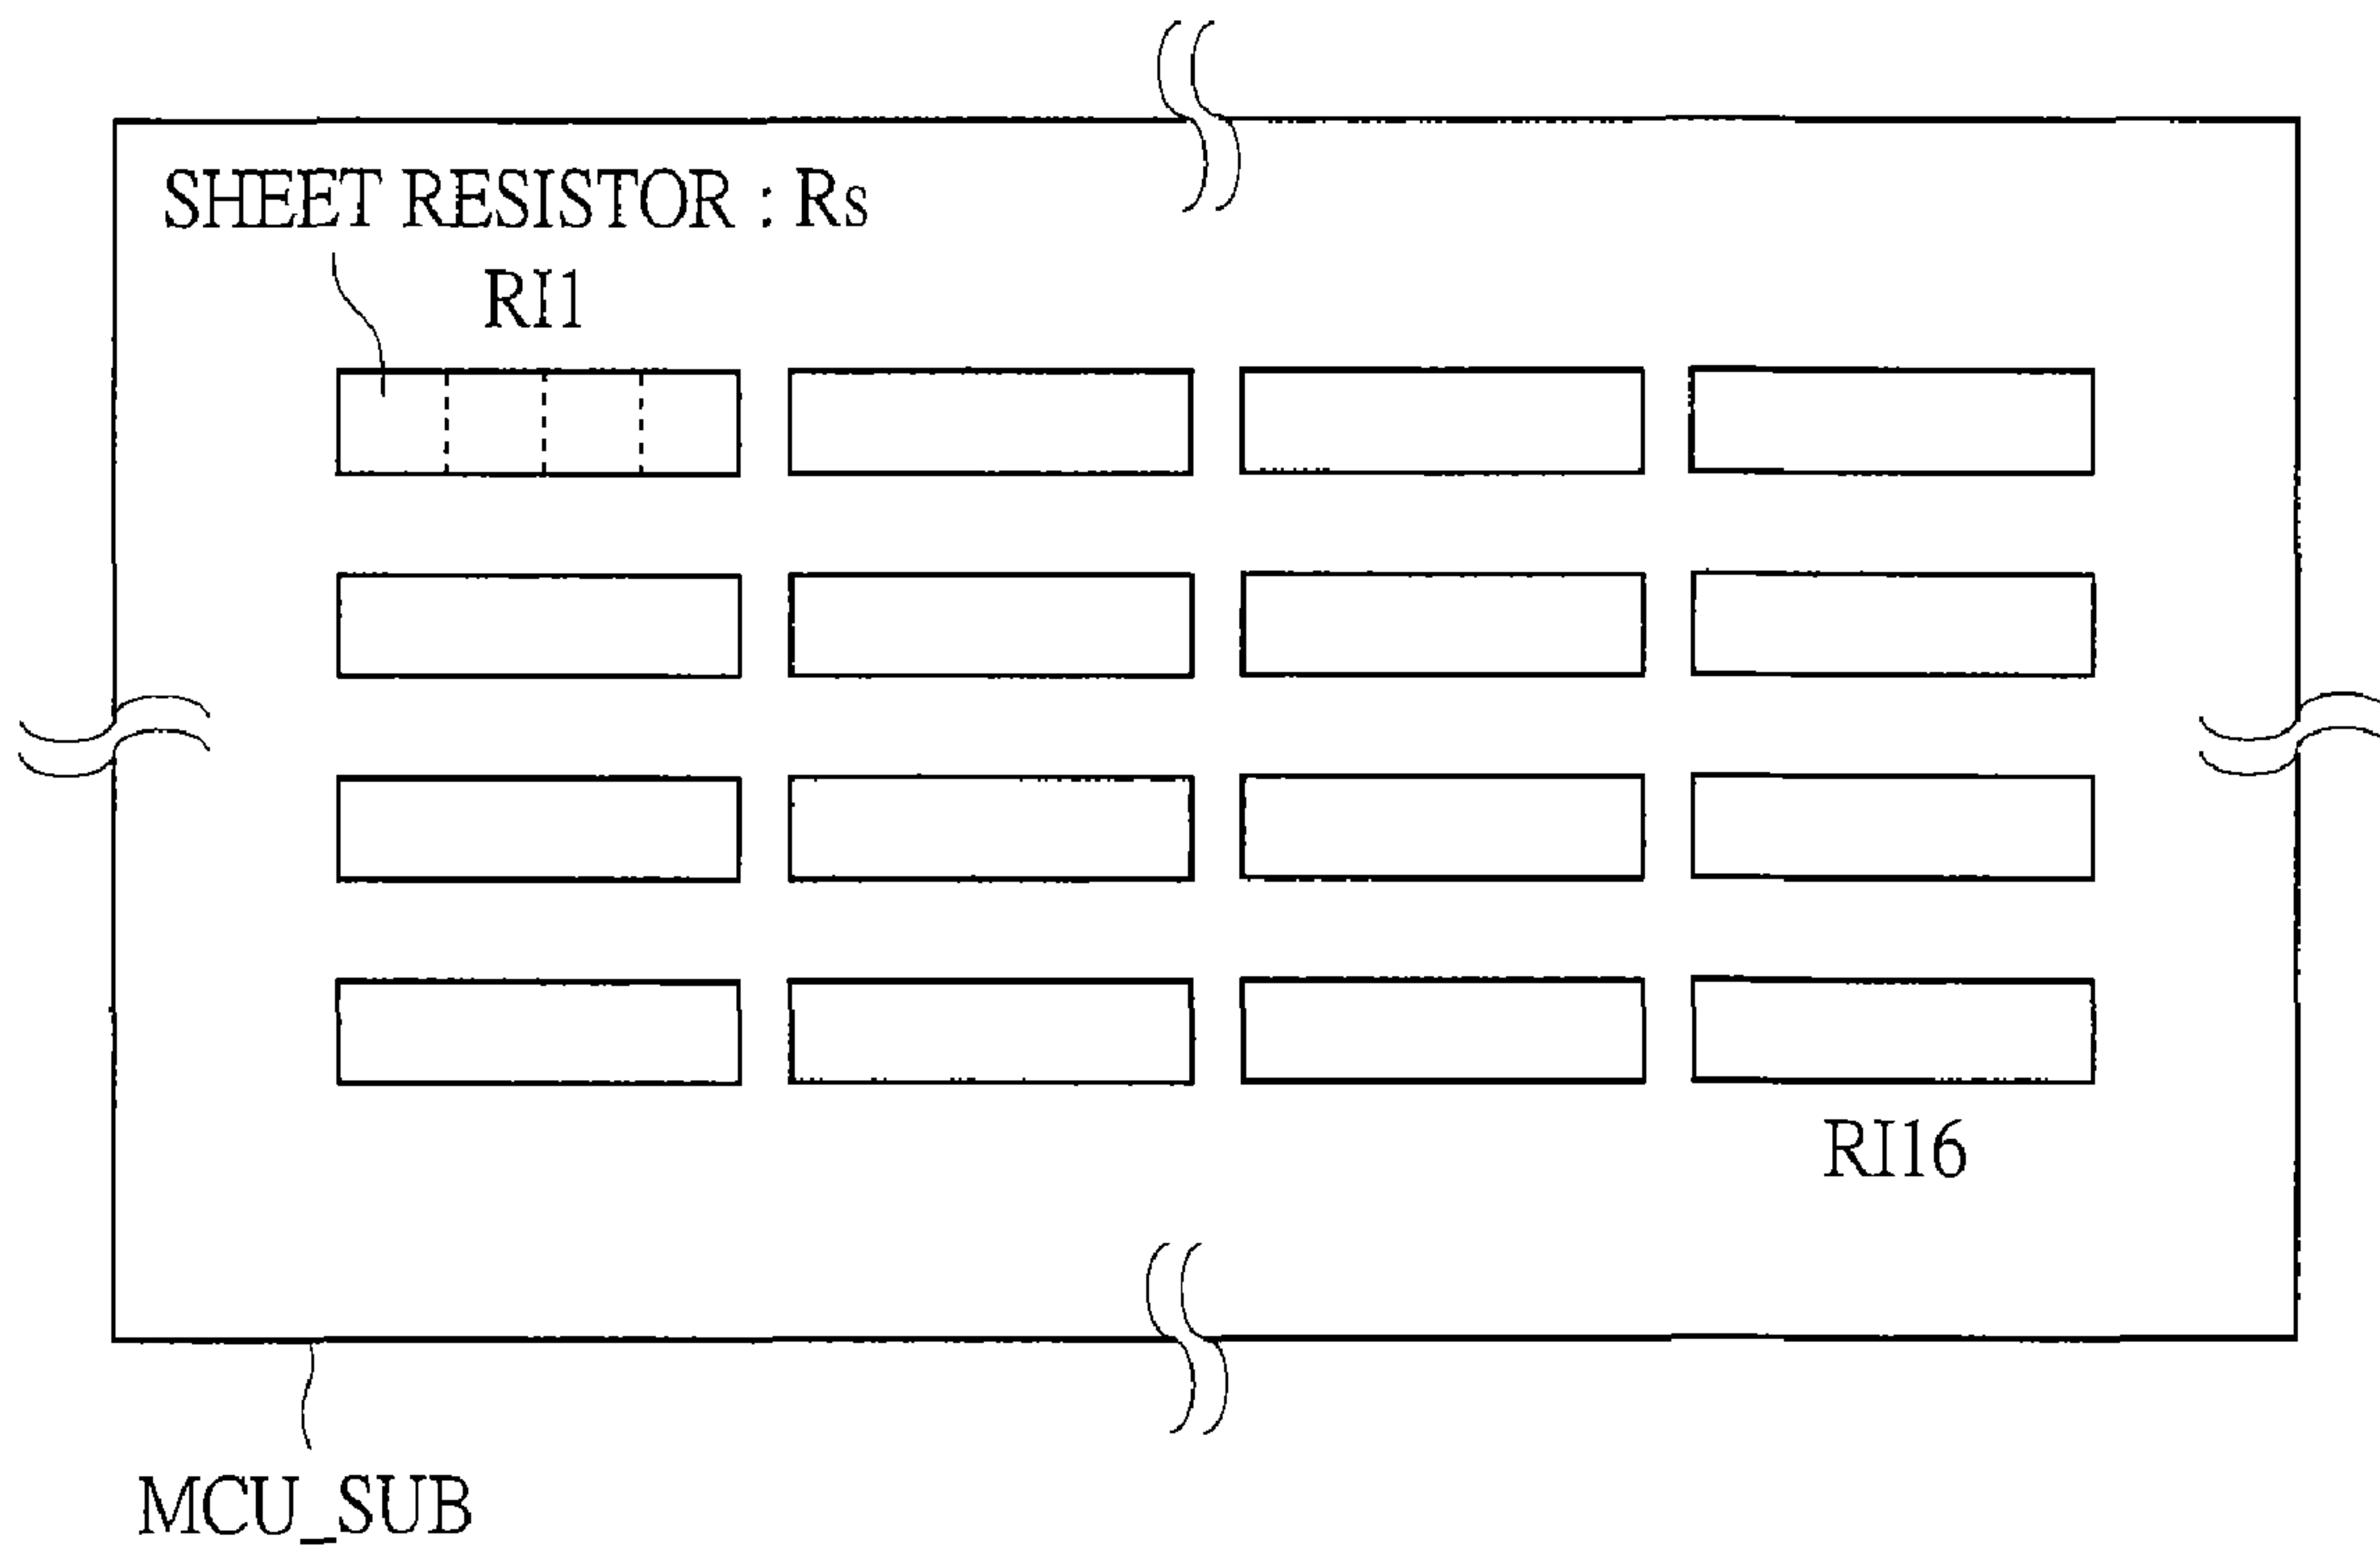 SHEET RESISTOR : Rs
RI1
RI16
MCU_SUB